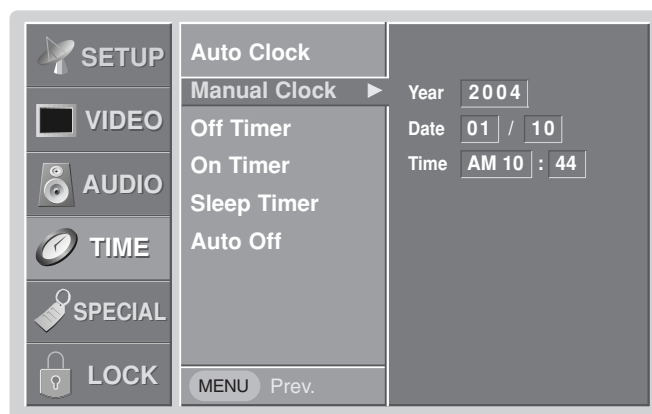 SETUP
VIDEO
AUDIO
TIME
SPECIAL
LOCK
Auto Clock
Manual Clock ►
Off Timer
On Timer
Sleep Timer
Auto Off
MENU Prev.
Year 2004
Date 01 / 10
Time AM 10 : 44